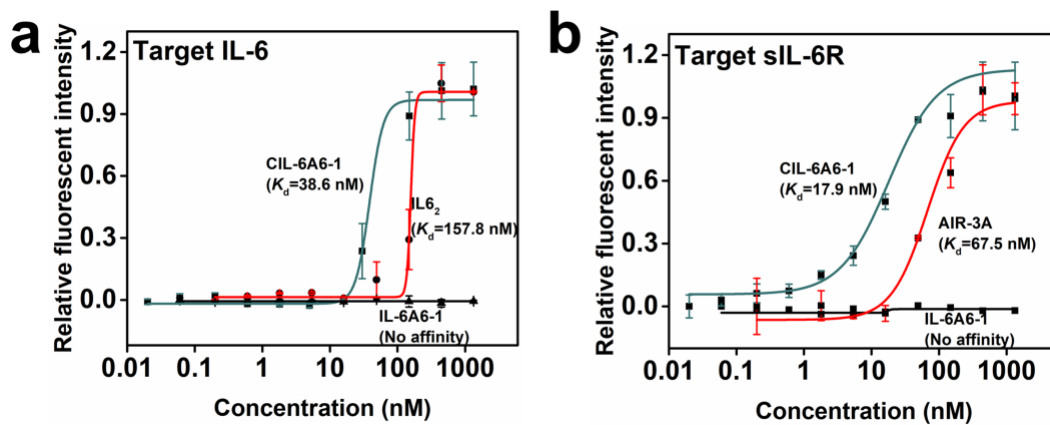 a
Target IL-6
Relative fluorescent intensity
1.2
0.9
0.6
0.3
0.0
CIL-6A6-1
(Kd=38.6 nM)
IL6₂
(Kd=157.8 nM)
IL-6A6-1
(No affinity)
0.01 0.1 1 10 100 1000
Concentration (nM)
b
Target sIL-6R
Relative fluorescent intensity
1.2
0.9
0.6
0.3
0.0
CIL-6A6-1
(Kd=17.9 nM)
AIR-3A
(Kd=67.5 nM)
IL-6A6-1
(No affinity)
0.01 0.1 1 10 100 1000
Concentration (nM)